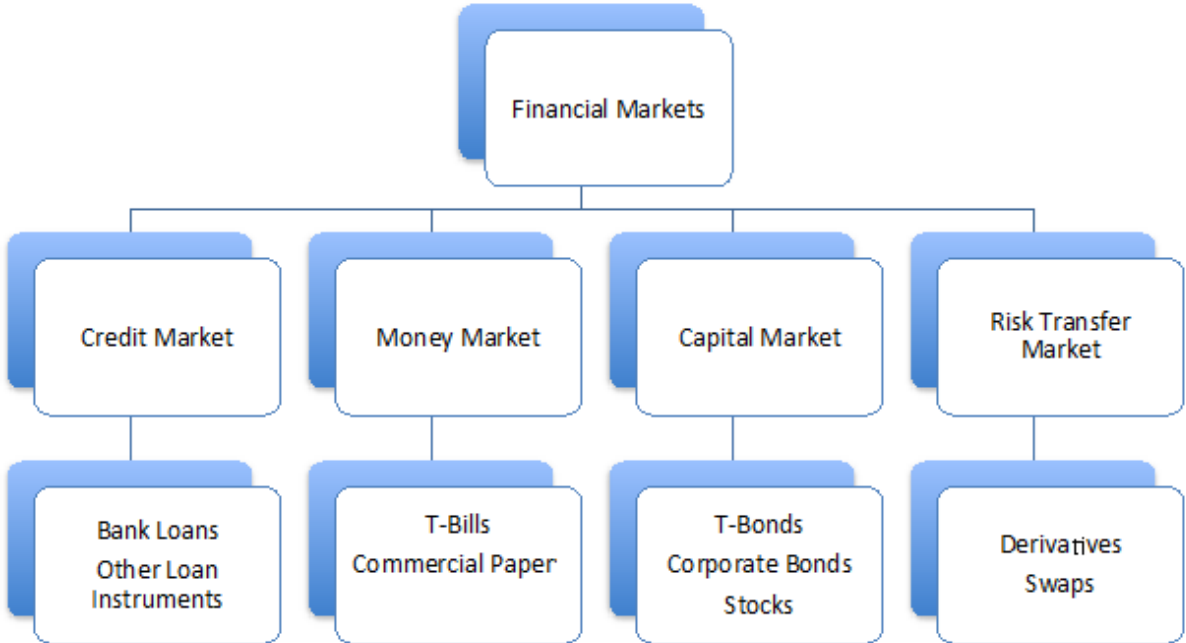 Financial Markets
Credit Market
Money Market
Capital Market
Risk Transfer
Market
Bank Loans
Other Loan
Instruments
T-Bills
Commercial Paper
T-Bonds
Corporate Bonds
Stocks
Derivatives
Swaps